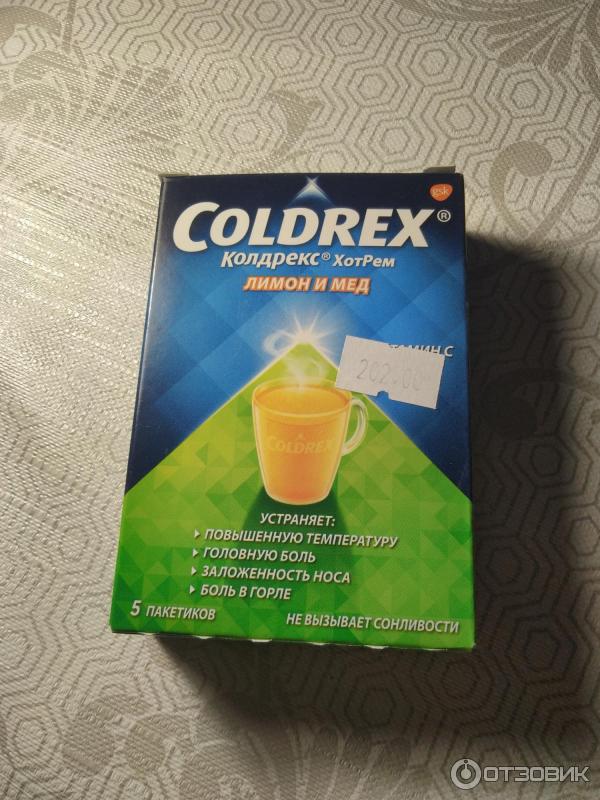 gsk
COLDREX®
Колдрекс® ХотРем
ЛИМОН И МЕД
С
202.00
COLDREX
УСТРАНЯЕТ:
ПОВЫШЕННУЮ ТЕМПЕРАТУРУ
ГОЛОВНУЮ БОЛЬ
ЗАЛОЖЕННОСТЬ НОСА
БОЛЬ В ГОРЛЕ
5 ПАКЕТИКОВ
НЕ ВЫЗЫВАЕТ СОНЛИВОСТИ
ОТЗОВИК